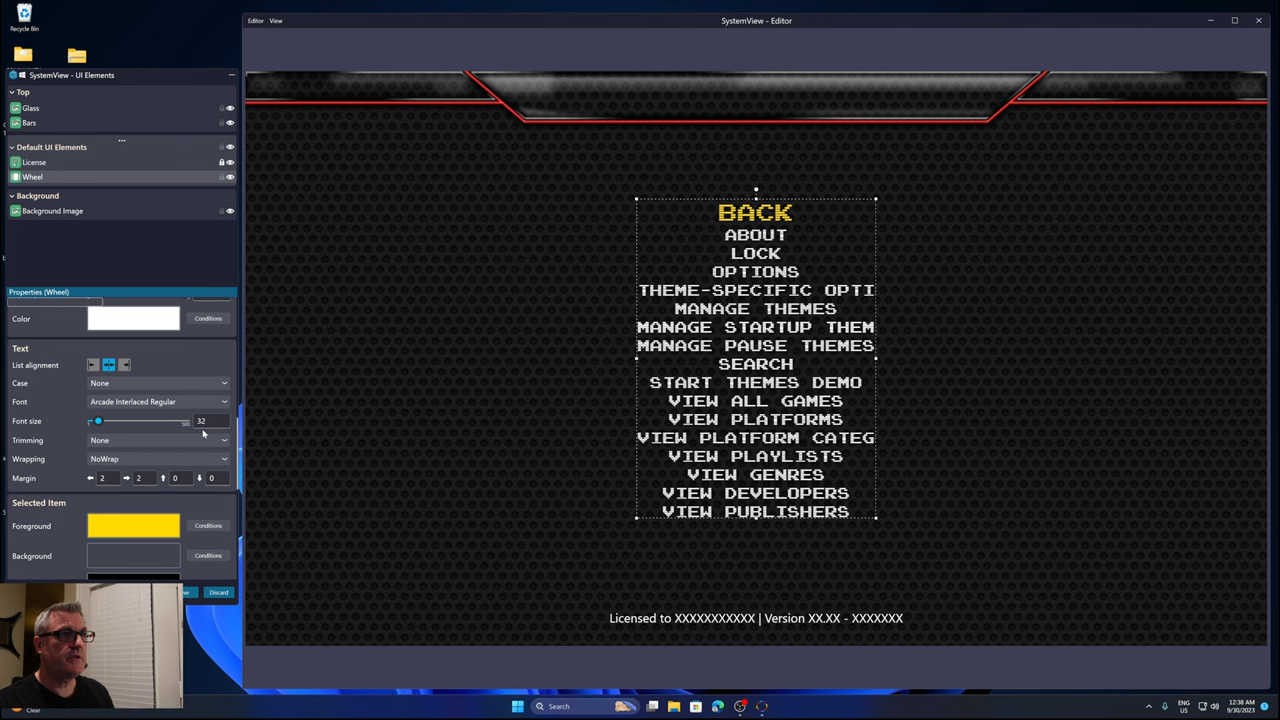 Recycle Bin
Editor View
SystemView - Editor
SystemView - UI Elements
Top
Glass
Bars
Default UI Elements
License
Wheel
Background
Background Image
Properties (Wheel)
Color Conditions
Text
List alignment
Case None
Font Arcade Interlaced Regular
Font size 1 500 32
Trimming None
Wrapping NoWrap
Margin 2 2 0 0
Selected Item
Foreground Conditions
Background Conditions
Discard
BACK
ABOUT
LOCK
OPTIONS
THEME-SPECIFIC OPTI
MANAGE THEMES
MANAGE STARTUP THEM
MANAGE PAUSE THEMES
SEARCH
START THEMES DEMO
VIEW ALL GAMES
VIEW PLATFORMS
VIEW PLATFORM CATEG
VIEW PLAYLISTS
VIEW GENRES
VIEW DEVELOPERS
VIEW PUBLISHERS
Licensed to XXXXXXXXXXX | Version XX.XX - XXXXXXX
Clear
Search
ENG
US
12:38 AM
9/30/2023